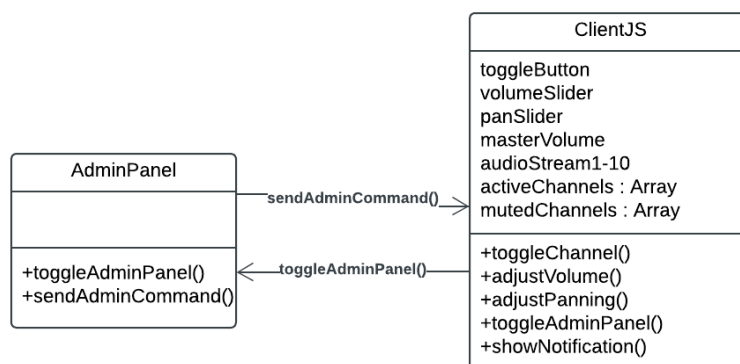 ClientJS
toggleButton
volumeSlider
panSlider
masterVolume
audioStream1-10
activeChannels : Array
mutedChannels : Array
+toggleChannel()
+adjustVolume()
+adjustPanning()
+toggleAdminPanel()
+showNotification()
AdminPanel
+toggleAdminPanel()
+sendAdminCommand()
sendAdminCommand()
toggleAdminPanel()